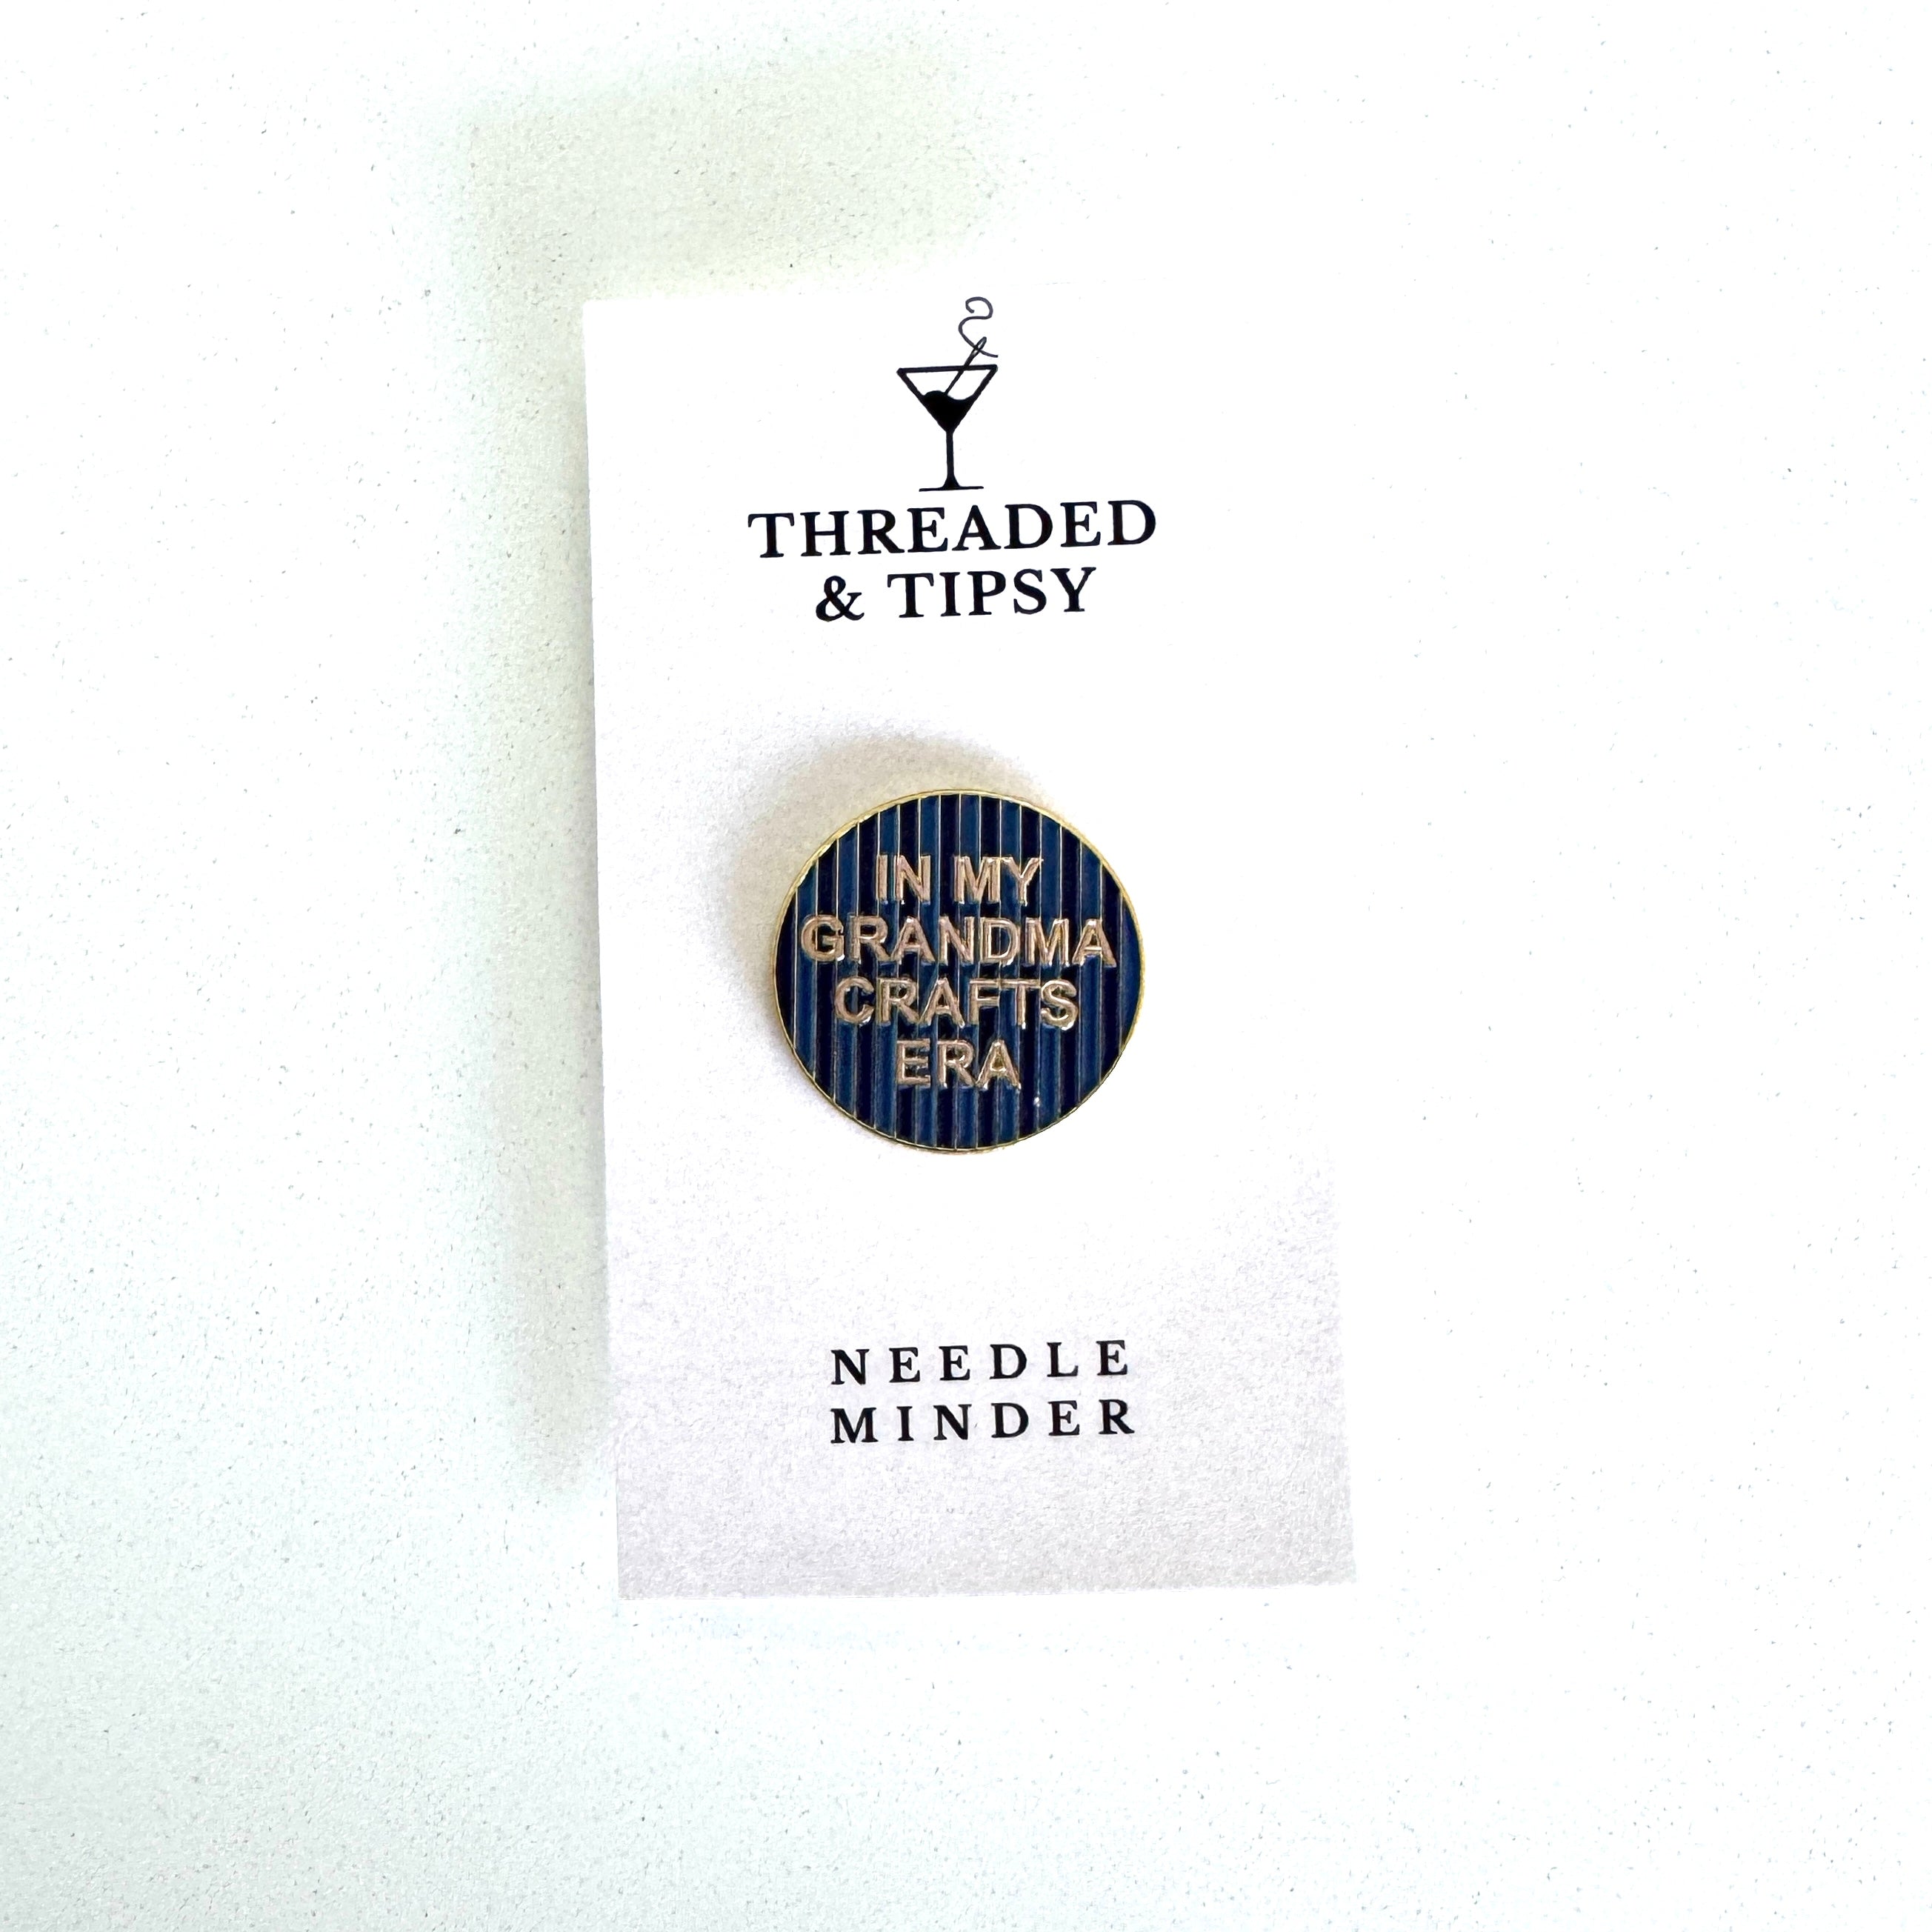 THREADED
& TIPSY
IN MY
GRANDMA
CRAFTS
ERA
NEEDLE
MINDER